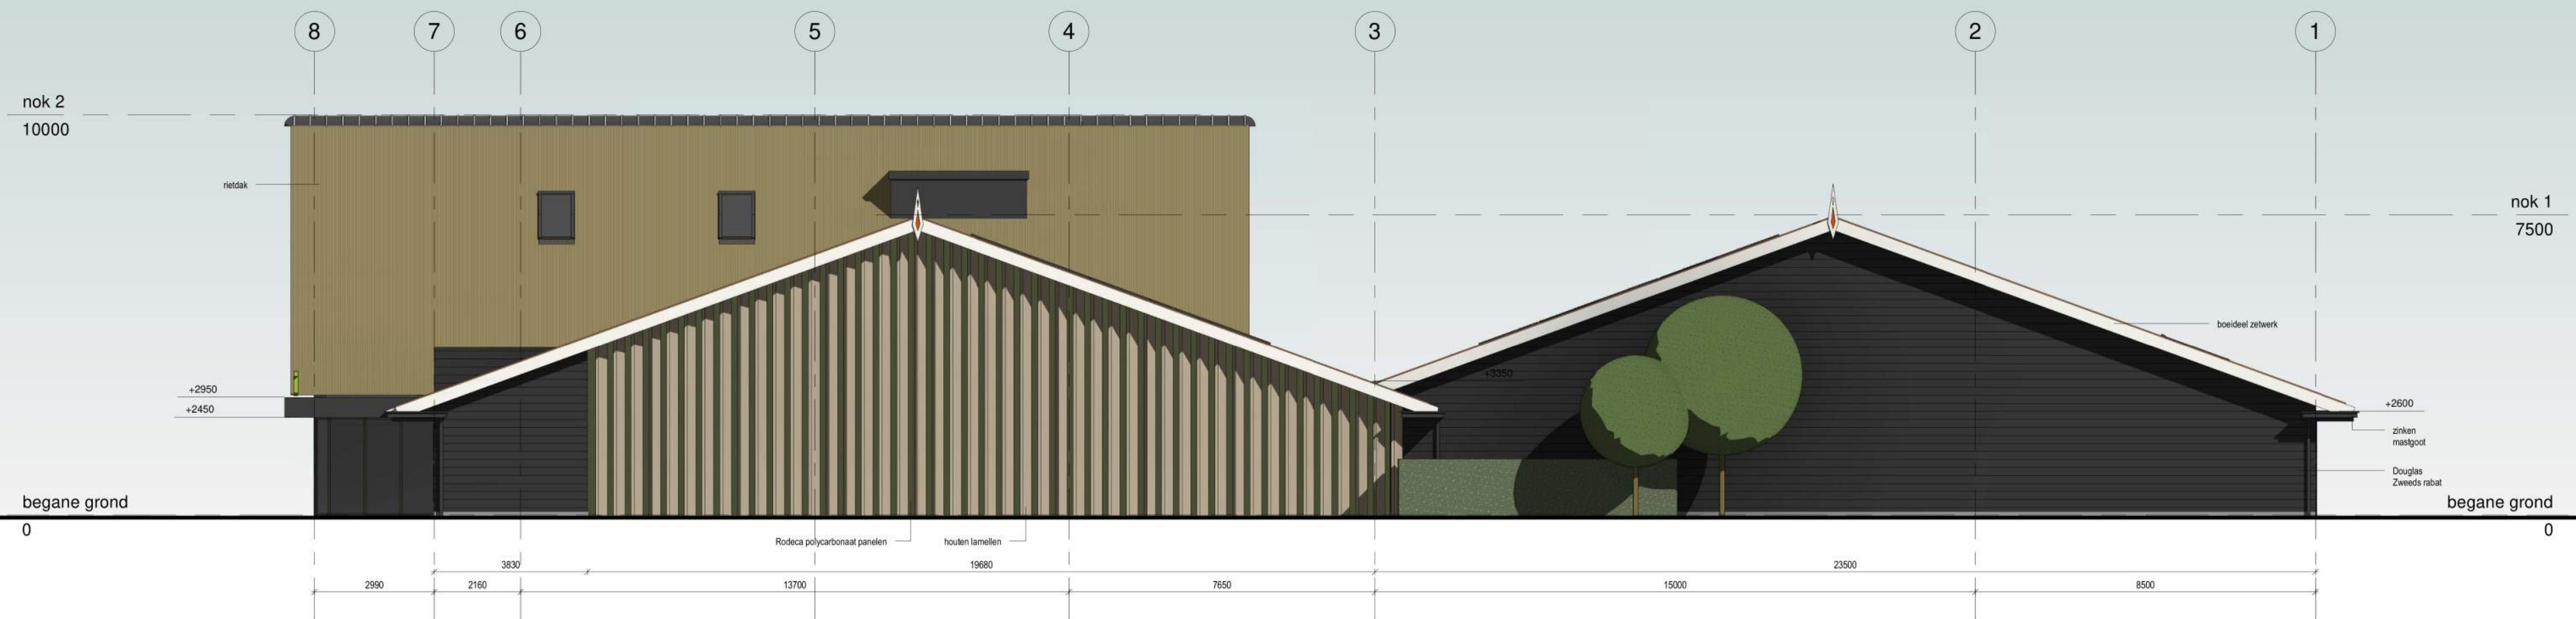 8 7 6 5 4 3 2 1
nok 2
10000
rietdak
nok 1
7500
boeideel zetwerk
+3350
+2950
+2450
+2600
zinken
mastgoot
Douglas
Zweeds rabat
begane grond
0
begane grond
0
Rodeca polycarbonaat panelen
houten lamellen
3830 19680 23500
2990 2160 13700 7650 15000 8500